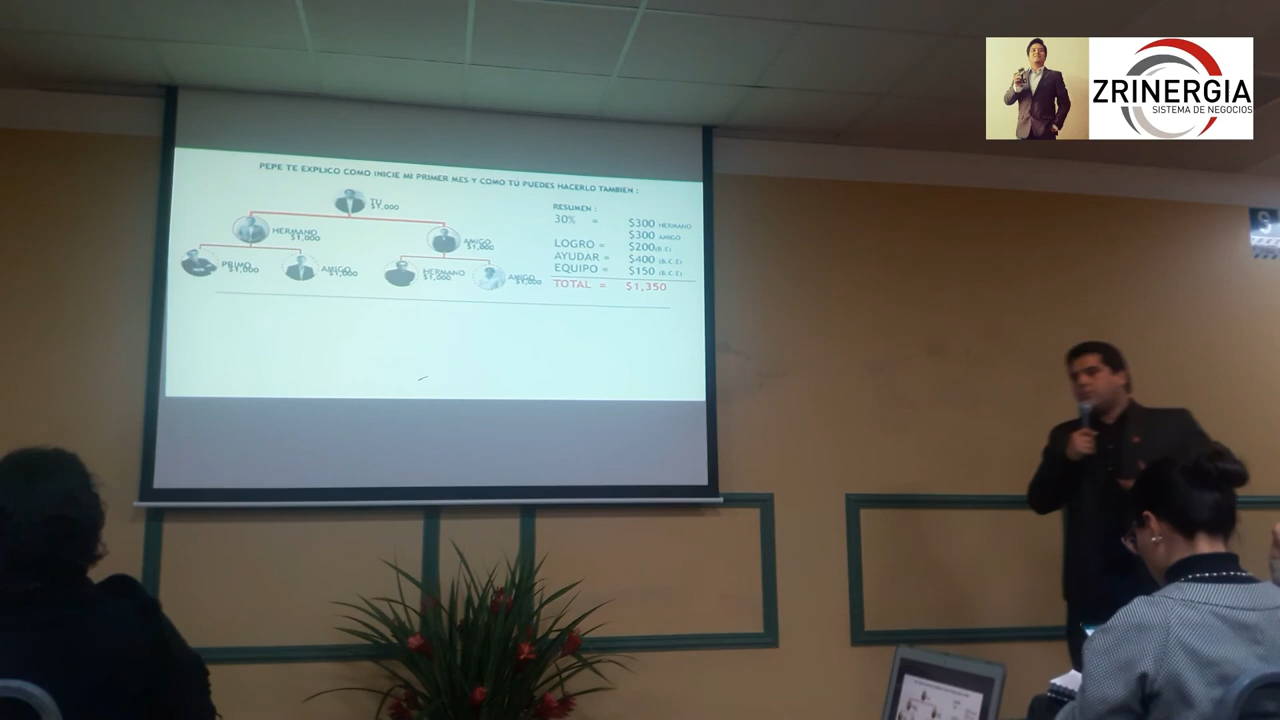 ZRINERGIA
SISTEMA DE NEGOCIOS
PEPE TE EXPLICO COMO INICIE MI PRIMER MES Y COMO TÚ PUEDES HACERLO TAMBIEN :
TU
$1,000
HERMANO
$1,000
AMIGO
$1,000
PRIMO
$1,000
AMIGO
$1,000
HERMANO
$1,000
AMIGO
$1,000
RESUMEN :
30% = $300 HERMANO
$300 AMIGO
LOGRO = $200(B.E)
AYUDAR = $400 (B.C.E)
EQUIPO = $150 (B.C.E)
TOTAL = $1,350